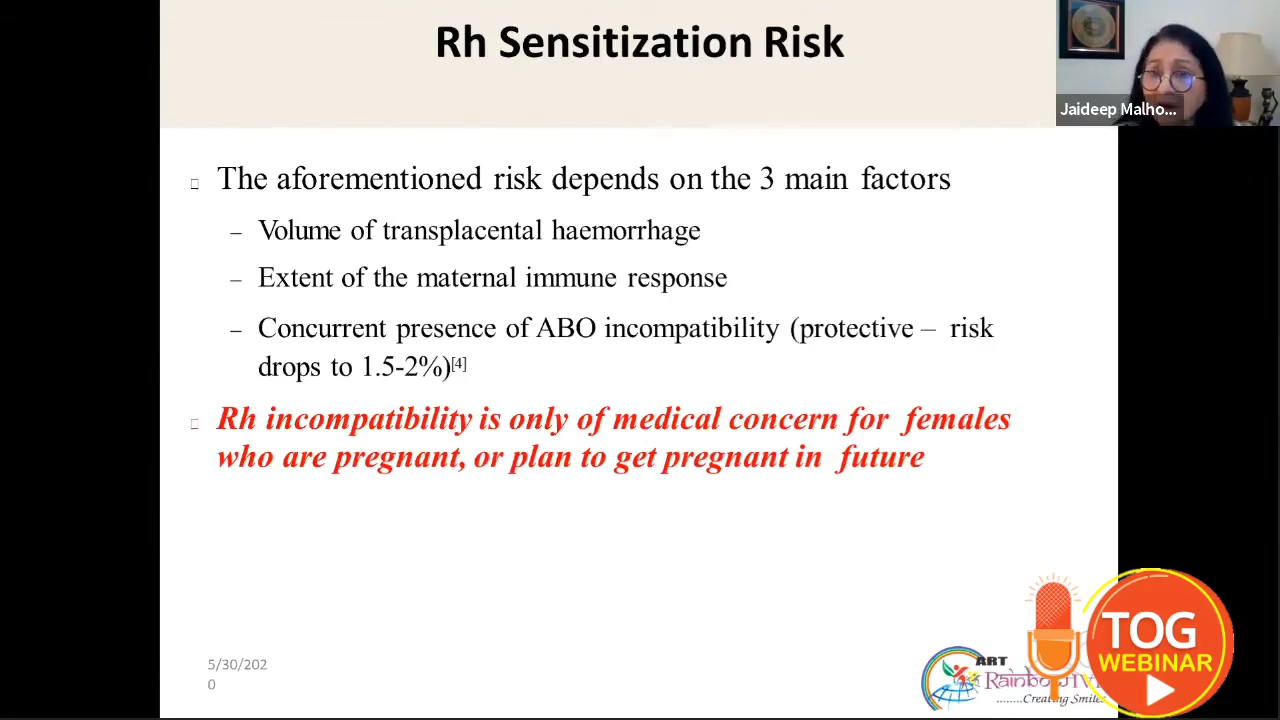 Rh Sensitization Risk
Jaideep Malho...
The aforementioned risk depends on the 3 main factors
– Volume of transplacental haemorrhage
– Extent of the maternal immune response
– Concurrent presence of ABO incompatibility (protective – risk
drops to 1.5-2%)[4]
Rh incompatibility is only of medical concern for females
who are pregnant, or plan to get pregnant in future
5/30/202
0
ART
Rainbow IV
........Creating Smiles
TOG
WEBINAR